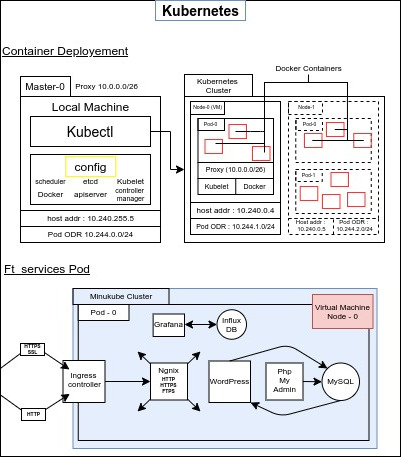 Kubernetes
Container Deployement
Master-0
Proxy 10.0.0.0/26
Local Machine
Kubectl
config
scheduler etcd Kubelet
Docker apiserver controller
manager
host addr : 10.240.255.5
Pod ODR 10.244.0.0/24
Kubernetes
Cluster
Docker Containers
Node-0 (VM)
Pod-0
Proxy (10.0.0.0/26)
Kubelet Docker
host addr : 10.240.0.4
Pod ODR : 10.244.1.0/24
Node-1
Pod-0
Pod-1
Host addr :
10.240.0.5
Pod ODR :
10.244.2.0/24
Ft_services Pod
Minukube Cluster
Pod - 0
Virtual Machine
Node - 0
Grafana
Influx
DB
HTTPS
SSL
HTTP
Ingress
controller
Ngnix
HTTP
HTTPS
FTPS
WordPress
Php
My
Admin
MySQL